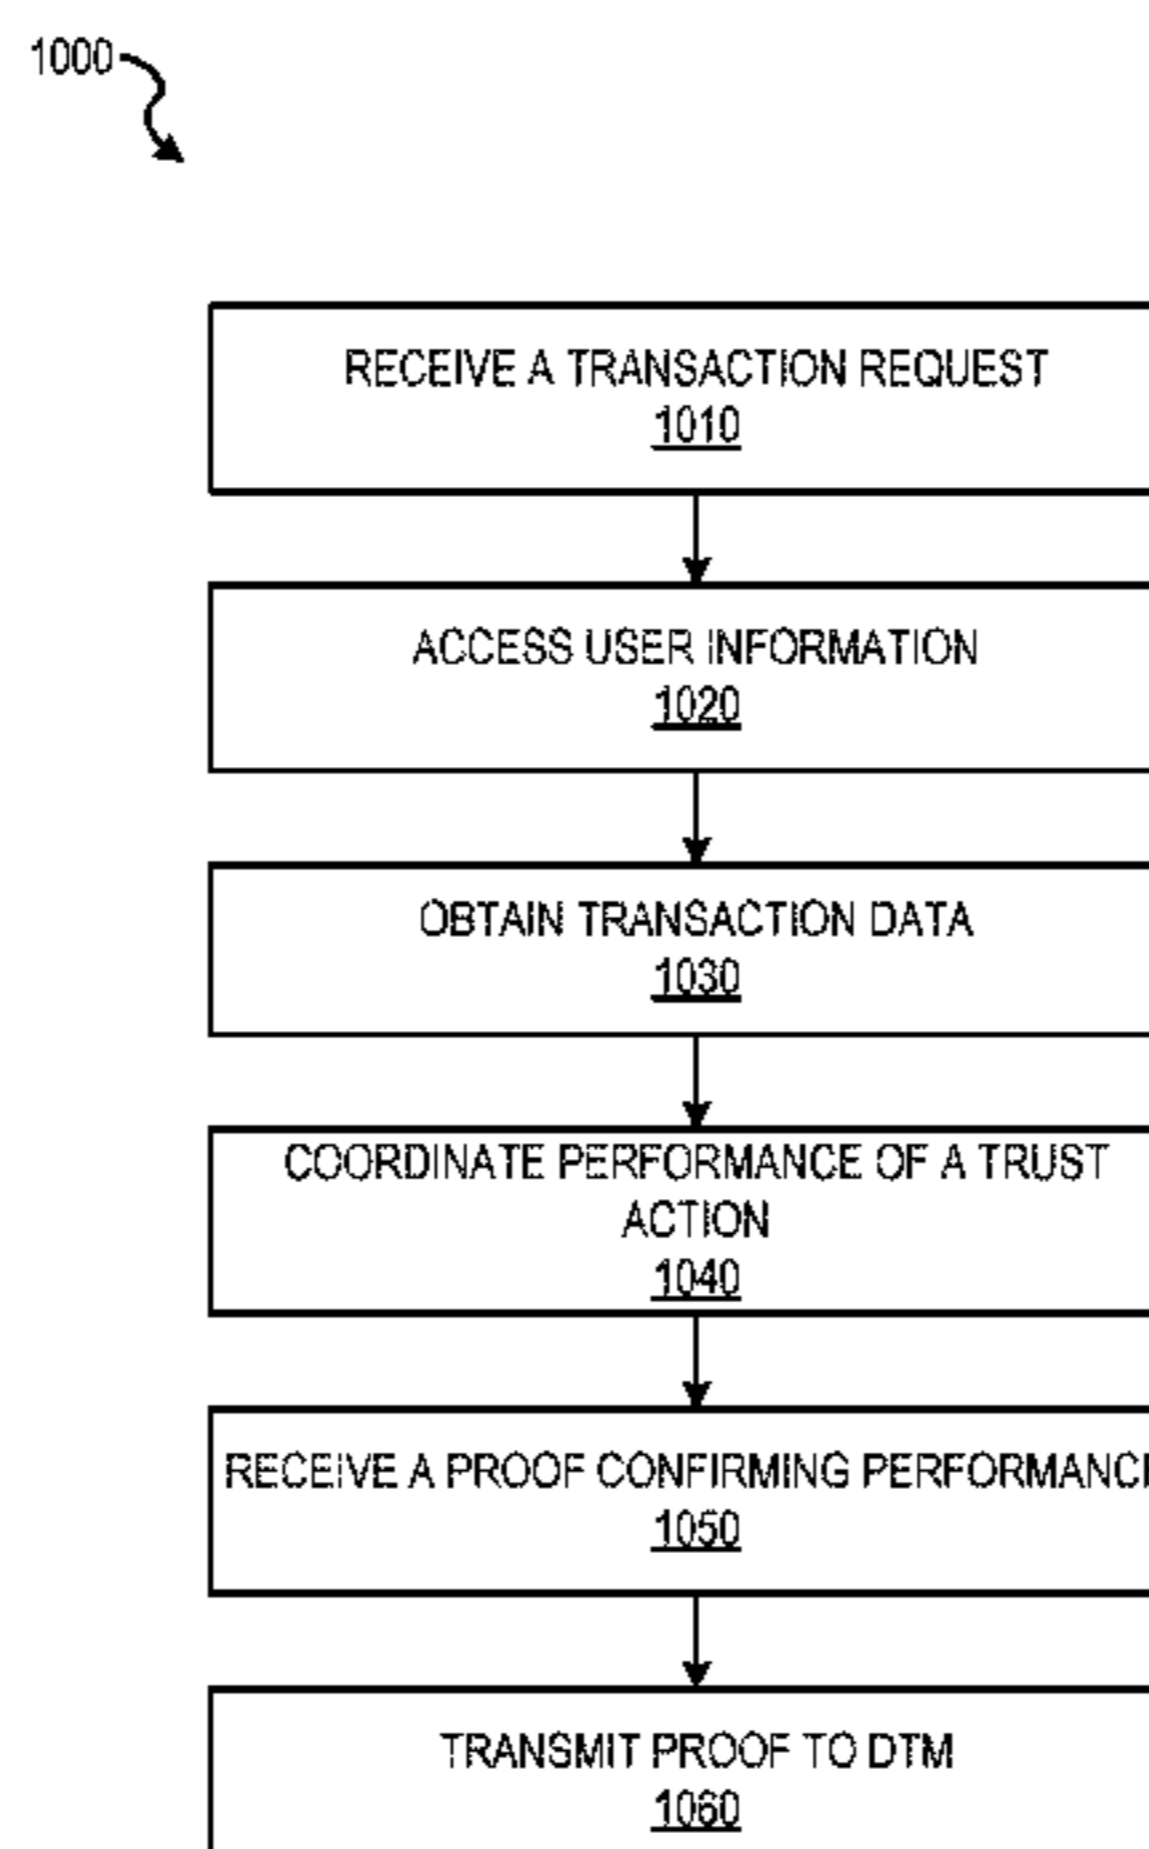 1000
RECEIVE A TRANSACTION REQUEST
1010
ACCESS USER INFORMATION
1020
OBTAIN TRANSACTION DATA
1030
COORDINATE PERFORMANCE OF A TRUST
ACTION
1040
RECEIVE A PROOF CONFIRMING PERFORMANCE
1050
TRANSMIT PROOF TO DTM
1060